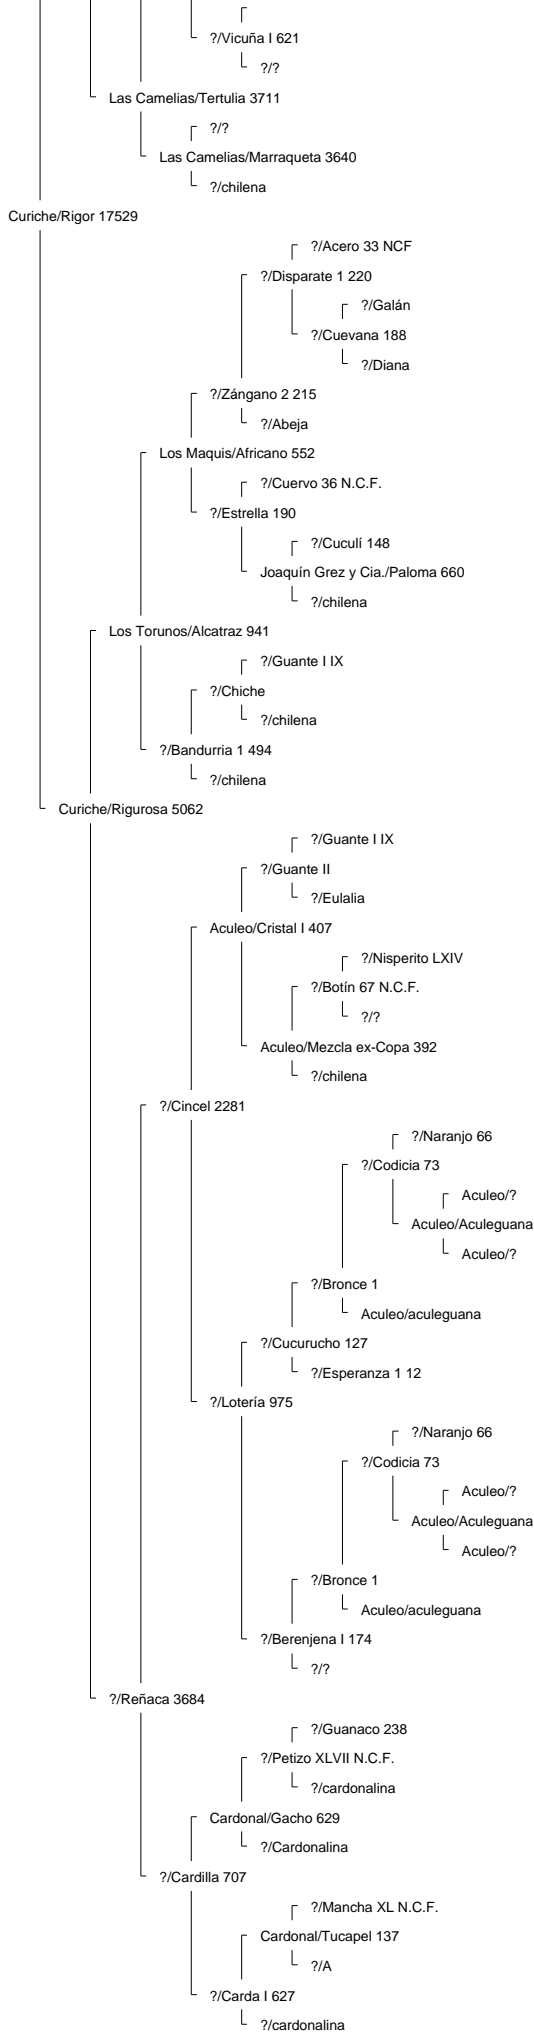 ?/Vicuña I 621
?/?
Las Camelias/Tertulia 3711
?/?
Las Camelias/Marraqueta 3640
?/chilena
Curiche/Rigor 17529
?/Acero 33 NCF
?/Disparate 1 220
?/Galán
?/Cuevana 188
?/Diana
?/Zángano 2 215
?/Abeja
Los Maquis/Africano 552
?/Cuervo 36 N.C.F.
?/Estrella 190
?/Cuculí 148
Joaquín Grez y Cia./Paloma 660
?/chilena
Los Torunos/Alcatraz 941
?/Guante I IX
?/Chiche
?/chilena
?/Bandurria 1 494
?/chilena
Curiche/Rigurosa 5062
?/Guante I IX
?/Guante II
?/Eulalia
Aculeo/Cristal I 407
?/Nisperito LXIV
?/Botín 67 N.C.F.
?/?
Aculeo/Mezcla ex-Copa 392
?/chilena
?/Cincel 2281
?/Naranjo 66
?/Codicia 73
Aculeo/?
Aculeo/Aculeguana
Aculeo/?
?/Bronce 1
Aculeo/aculeguana
?/Cucurucho 127
?/Esperanza 1 12
?/Lotería 975
?/Naranjo 66
?/Codicia 73
Aculeo/?
Aculeo/Aculeguana
Aculeo/?
?/Bronce 1
Aculeo/aculeguana
?/Berenjena I 174
?/?
?/Reñaca 3684
?/Guanaco 238
?/Petizo XLVII N.C.F.
?/cardonalina
Cardonal/Gacho 629
?/Cardonalina
?/Cardilla 707
?/Mancha XL N.C.F.
Cardonal/Tucapel 137
?/A
?/Carda I 627
?/cardonalina